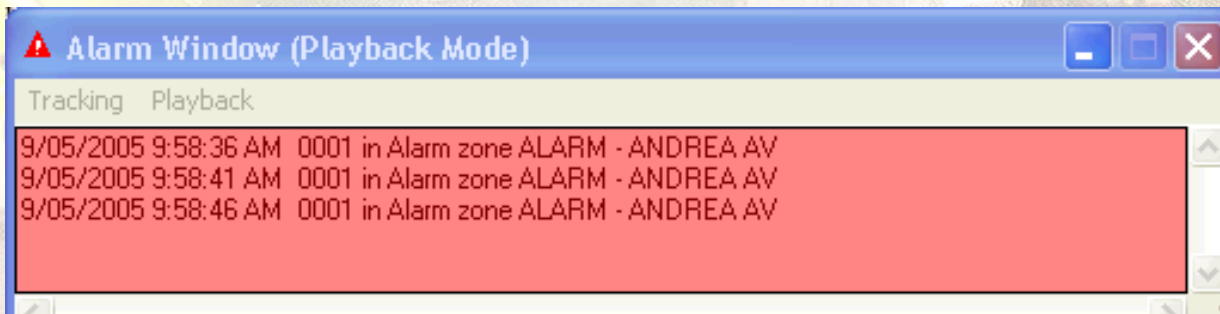 Alarm Window (Playback Mode)
Tracking Playback
9/05/2005 9:58:36 AM 0001 in Alarm zone ALARM - ANDREA AV
9/05/2005 9:58:41 AM 0001 in Alarm zone ALARM - ANDREA AV
9/05/2005 9:58:46 AM 0001 in Alarm zone ALARM - ANDREA AV